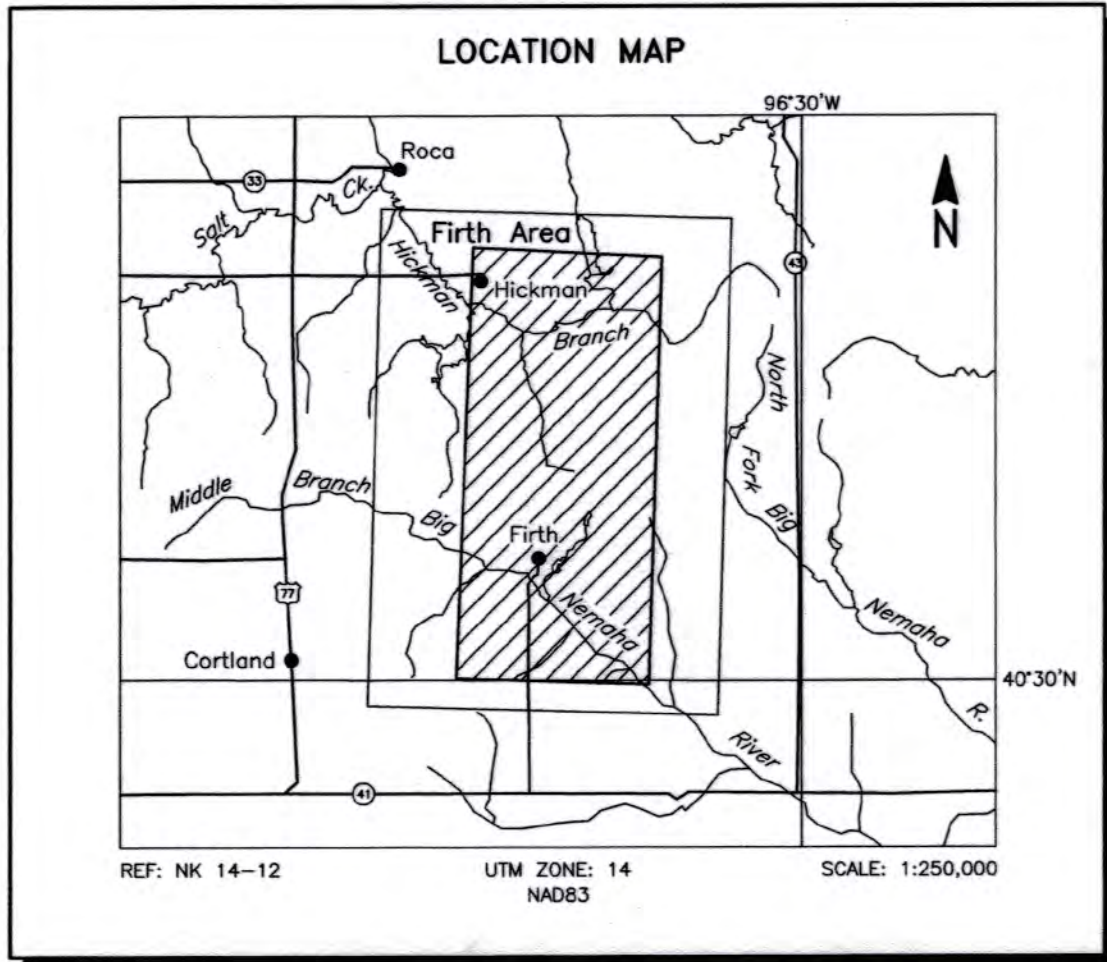 LOCATION MAP
96°30'W
Roca
33
Ck.
Salt
N
Firth Area
43
Hickman
Hickman
Branch
North
Fork
Big
Middle
Branch
Big
Firth
77
Nemaha
Nemaha
Cortland
40°30'N
R.
River
41
REF: NK 14-12
UTM ZONE: 14
SCALE: 1:250,000
NAD83